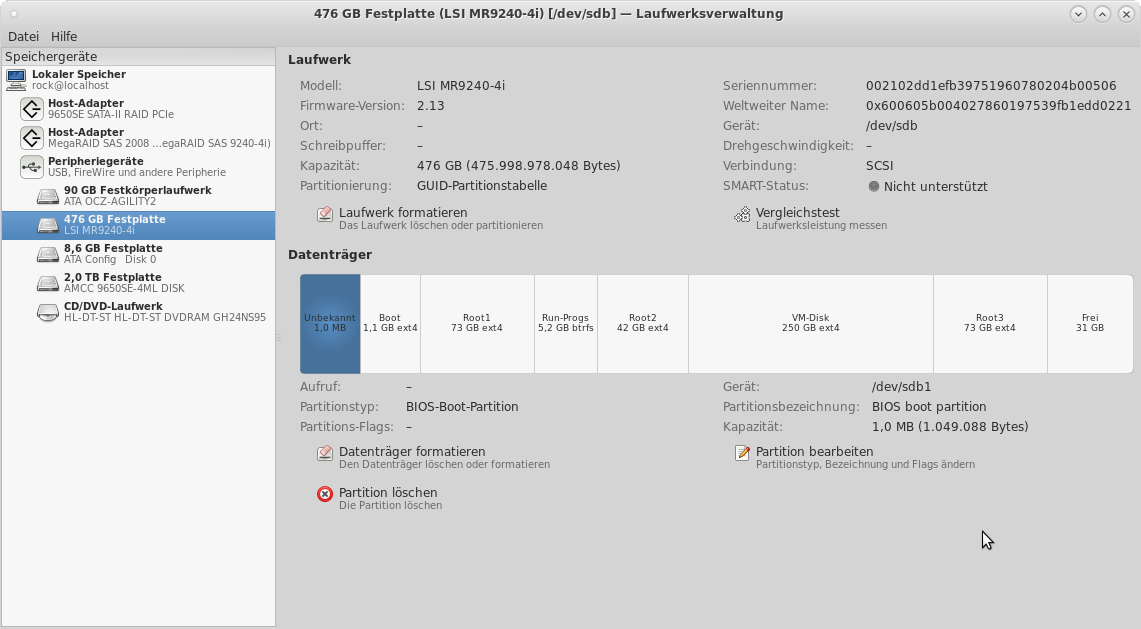 476 GB Festplatte (LSI MR9240-4i) [/dev/sdb] — Laufwerksverwaltung
Datei Hilfe
Speichergeräte
Lokaler Speicher
rock@localhost
Host-Adapter
9650SE SATA-II RAID PCIe
Host-Adapter
MegaRAID SAS 2008 ...egaRAID SAS 9240-4i)
Peripheriegeräte
USB, FireWire und andere Peripherie
90 GB Festkörperlaufwerk
ATA OCZ-AGILITY2
476 GB Festplatte
LSI MR9240-4i
8,6 GB Festplatte
ATA Config Disk 0
2,0 TB Festplatte
AMCC 9650SE-4ML DISK
CD/DVD-Laufwerk
HL-DT-ST HL-DT-ST DVDRAM GH24NS95
Laufwerk
Modell: LSI MR9240-4i
Seriennummer: 002102dd1efb39751960780204b00506
Firmware-Version: 2.13
Weltweiter Name: 0x600605b004027860197539fb1edd0221
Ort: –
Gerät: /dev/sdb
Schreibpuffer: –
Drehgeschwindigkeit: –
Kapazität: 476 GB (475.998.978.048 Bytes)
Verbindung: SCSI
Partitionierung: GUID-Partitionstabelle
SMART-Status: Nicht unterstützt
Laufwerk formatieren
Das Laufwerk löschen oder partitionieren
Vergleichstest
Laufwerksleistung messen
Datenträger
Unbekannt
1,0 MB
Boot
1,1 GB ext4
Root1
73 GB ext4
Run-Progs
5,2 GB btrfs
Root2
42 GB ext4
VM-Disk
250 GB ext4
Root3
73 GB ext4
Frei
31 GB
Aufruf: –
Gerät: /dev/sdb1
Partitionstyp: BIOS-Boot-Partition
Partitionsbezeichnung: BIOS boot partition
Partitions-Flags: –
Kapazität: 1,0 MB (1.049.088 Bytes)
Datenträger formatieren
Den Datenträger löschen oder formatieren
Partition bearbeiten
Partitionstyp, Bezeichnung und Flags ändern
Partition löschen
Die Partition löschen